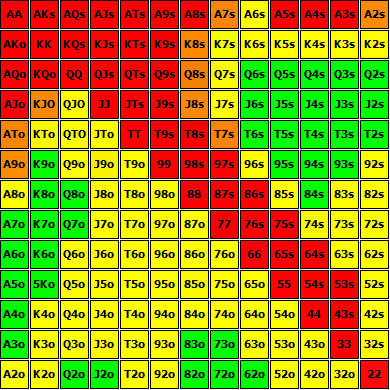 AA AKs AQs AJs ATs A9s A8s A7s A6s A5s A4s A3s A2s
AKo KK KQs KJs KTs K9s K8s K7s K6s K5s K4s K3s K2s
AQo KQo QQ QJs QTs Q9s Q8s Q7s Q6s Q5s Q4s Q3s Q2s
AJo KJO QJO JJ JTs J9s J8s J7s J6s J5s J4s J3s J2s
ATo KTo QTO JTo TT T9s T8s T7s T6s T5s T4s T3s T2s
A9o K9o Q9o J9o T9o 99 98s 97s 96s 95s 94s 93s 92s
A8o K8o Q8o J8o T8o 98o 88 87s 86s 85s 84s 83s 82s
A7o K7o Q7o J7o T7o 97o 87o 77 76s 75s 74s 73s 72s
A6o K6o Q6o J6o T6o 96o 86o 76o 66 65s 64s 63s 62s
A5o 5Ko Q5o J5o T5o 95o 85o 75o 65o 55 54s 53s 52s
A4o K4o Q4o J4o T4o 94o 84o 74o 64o 54o 44 43s 42s
A3o K3o Q3o J3o T3o 93o 83o 73o 63o 53o 43o 33 32s
A2o K2o Q2o J2o T2o 92o 82o 72o 62o 52o 42o 32o 22